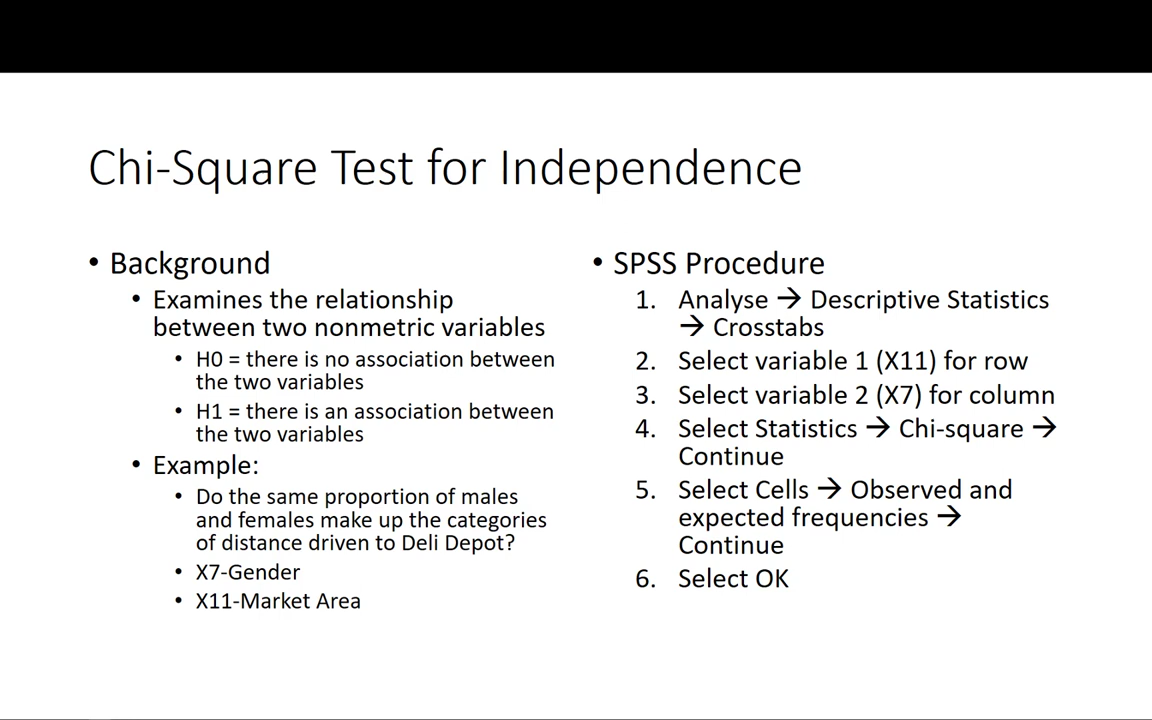 Chi-Square Test for Independence
• Background
• Examines the relationship
between two nonmetric variables
• H0 = there is no association between
the two variables
• H1 = there is an association between
the two variables
• Example:
• Do the same proportion of males
and females make up the categories
of distance driven to Deli Depot?
• X7-Gender
• X11-Market Area
• SPSS Procedure
1. Analyse → Descriptive Statistics
→ Crosstabs
2. Select variable 1 (X11) for row
3. Select variable 2 (X7) for column
4. Select Statistics → Chi-square →
Continue
5. Select Cells → Observed and
expected frequencies →
Continue
6. Select OK